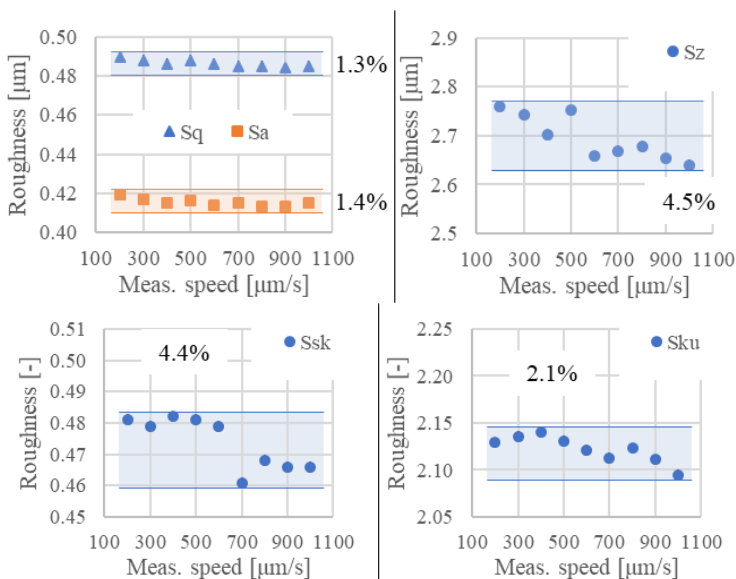 Roughness [μm]
0.50
0.48
0.46
0.44
0.42
0.40
1.3%
Sq Sa
1.4%
100 300 500 700 900 1100
Meas. speed [μm/s]
Roughness [μm]
2.9
2.8
2.7
2.6
2.5
Sz
4.5%
100 300 500 700 900 1100
Meas. speed [μm/s]
Roughness [-]
0.51
0.50
0.49
0.48
0.47
0.46
0.45
4.4%
Ssk
100 300 500 700 900 1100
Meas. speed [μm/s]
Roughness [-]
2.25
2.20
2.15
2.10
2.05
Sku
2.1%
100 300 500 700 900 1100
Meas. speed [μm/s]